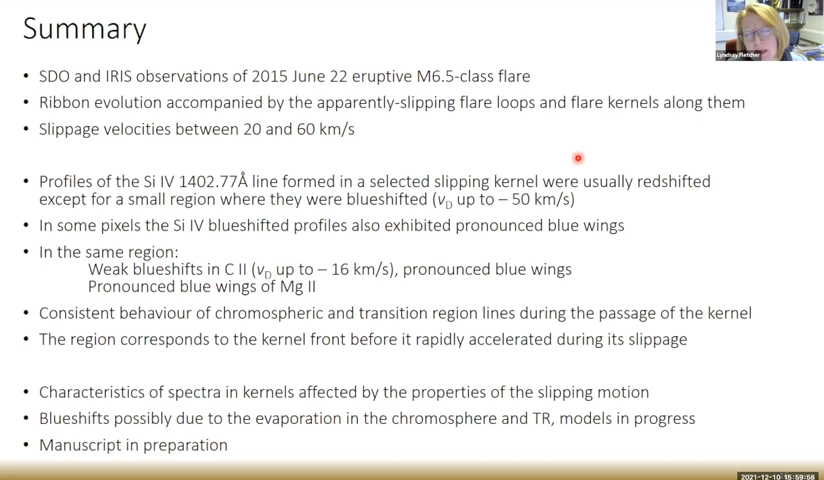 Summary
Lyndsay Fletcher
• SDO and IRIS observations of 2015 June 22 eruptive M6.5-class flare
• Ribbon evolution accompanied by the apparently-slipping flare loops and flare kernels along them
• Slippage velocities between 20 and 60 km/s
• Profiles of the Si IV 1402.77Å line formed in a selected slipping kernel were usually redshifted
except for a small region where they were blueshifted (vD up to – 50 km/s)
• In some pixels the Si IV blueshifted profiles also exhibited pronounced blue wings
• In the same region:
Weak blueshifts in C II (vD up to – 16 km/s), pronounced blue wings
Pronounced blue wings of Mg II
• Consistent behaviour of chromospheric and transition region lines during the passage of the kernel
• The region corresponds to the kernel front before it rapidly accelerated during its slippage
• Characteristics of spectra in kernels affected by the properties of the slipping motion
• Blueshifts possibly due to the evaporation in the chromosphere and TR, models in progress
• Manuscript in preparation
2021-12-10 15:59:58